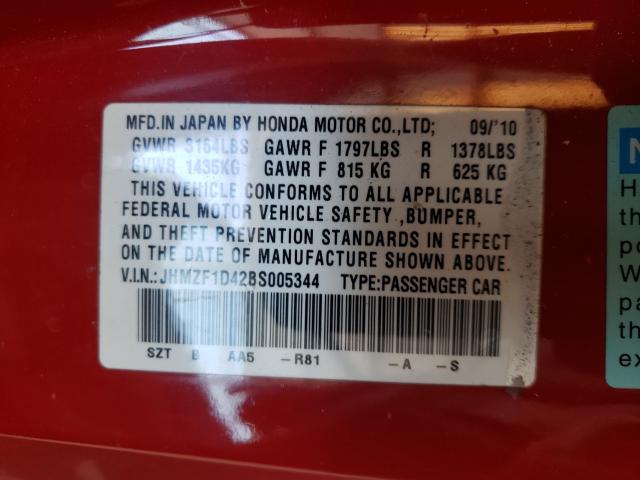 MFD.IN JAPAN BY HONDA MOTOR CO.,LTD; 09/'10
GVWR 3164LBS GAWR F 1797LBS R 1378LBS
GVWR 1435KG GAWR F 815 KG R 625 KG
THIS VEHICLE CONFORMS TO ALL APPLICABLE
FEDERAL MOTOR VEHICLE SAFETY ,BUMPER,
AND THEFT PREVENTION STANDARDS IN EFFECT
ON THE DATE OF MANUFACTURE SHOWN ABOVE.
V.I.N.:JHMZF1D42BS005344 TYPE:PASSENGER CAR
SZT B AA5 –R81 –A –S